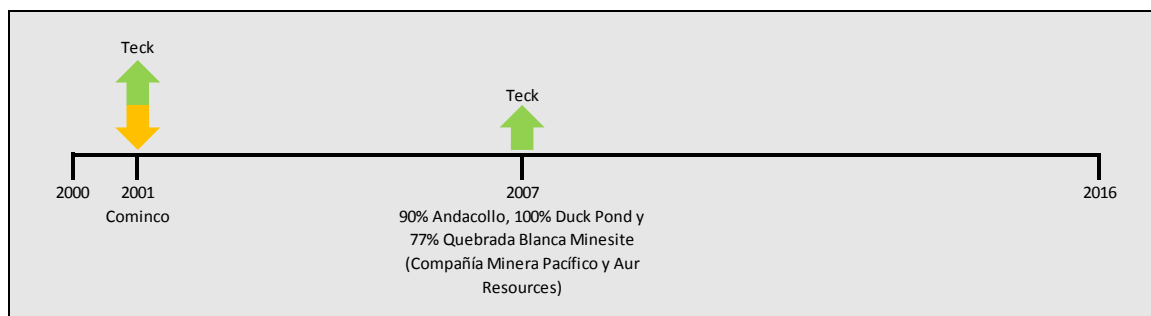 Teck
Teck
2000
2001
2007
2016
Cominco
90% Andacollo, 100% Duck Pond y
77% Quebrada Blanca Minesite
(Compañía Minera Pacífico y Aur
Resources)